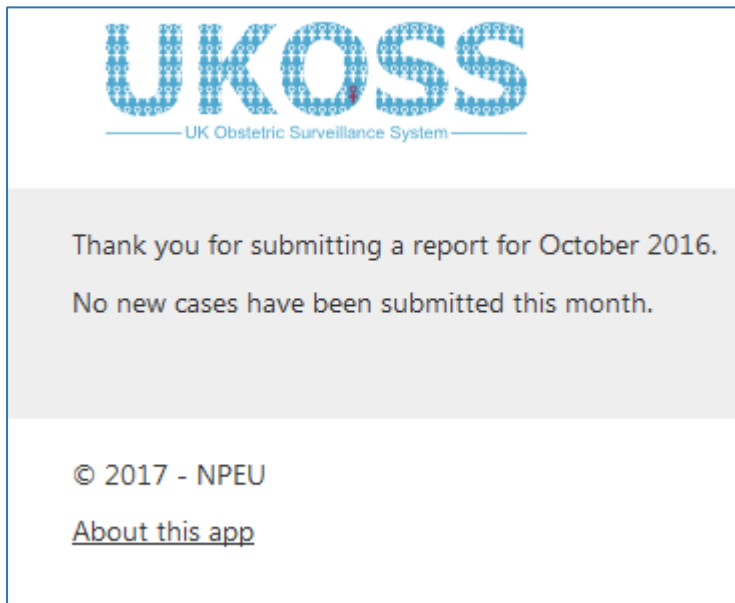 UKOSS
UK Obstetric Surveillance System
Thank you for submitting a report for October 2016.
No new cases have been submitted this month.
© 2017 - NPEU
About this app